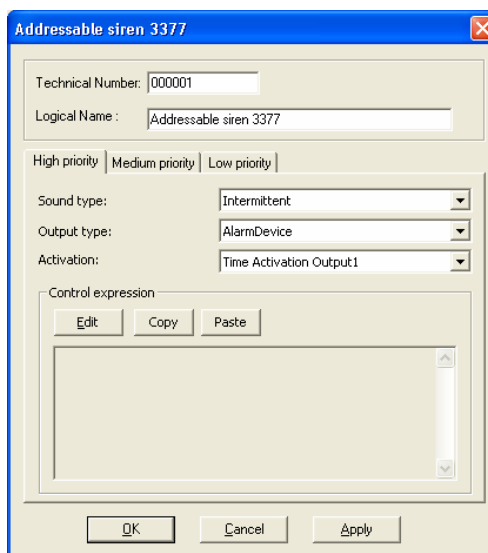 Addressable siren 3377
Technical Number: 000001
Logical Name : Addressable siren 3377
High priority Medium priority Low priority
Sound type: Intermittent
Output type: AlarmDevice
Activation: Time Activation Output1
Control expression
Edit Copy Paste
OK Cancel Apply